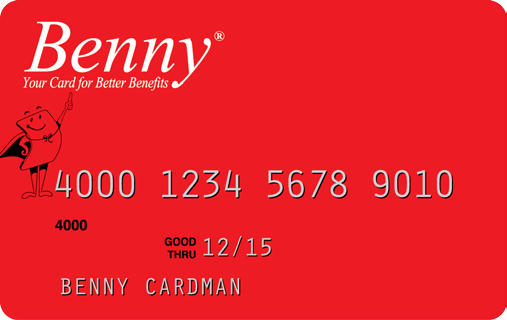 Benny®
Your Card for Better Benefits
4000 1234 5678 9010
4000
GOOD
THRU 12/15
BENNY CARDMAN